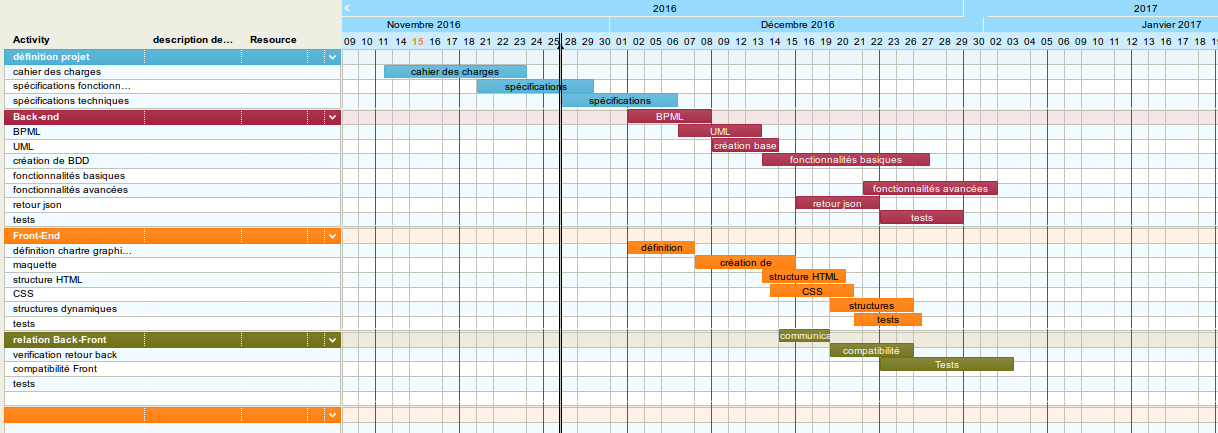 2016 2017
Novembre 2016 Décembre 2016 Janvier 2017
Activity description de... Resource
09 10 11 14 15 16 17 18 21 22 23 24 25 28 29 30 01 02 05 06 07 08 09 12 13 14 15 16 19 20 21 22 23 26 27 28 29 30 02 03 04 05 06 09 10 11 12 13 16 17 18 19
définition projet
cahier des charges cahier des charges
spécifications fonctionn... spécifications
spécifications techniques spécifications
Back-end BPML
BPML UML
UML création base
création de BDD fonctionnalités basiques
fonctionnalités basiques
fonctionnalités avancées fonctionnalités avancées
retour json retour json
tests tests
Front-End
définition chartre graphi... définition
maquette création de
structure HTML structure HTML
CSS CSS
structures dynamiques structures
tests tests
relation Back-Front communica
verification retour back compatibilité
compatibilité Front Tests
tests